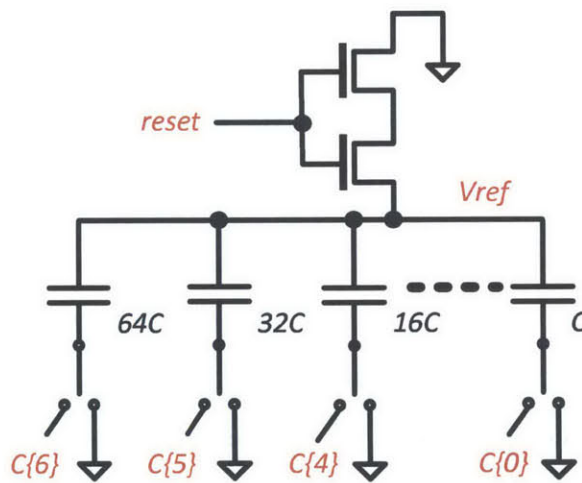 reset
Vref
64C
32C
16C
C
C{6}
C{5}
C{4}
C{0}